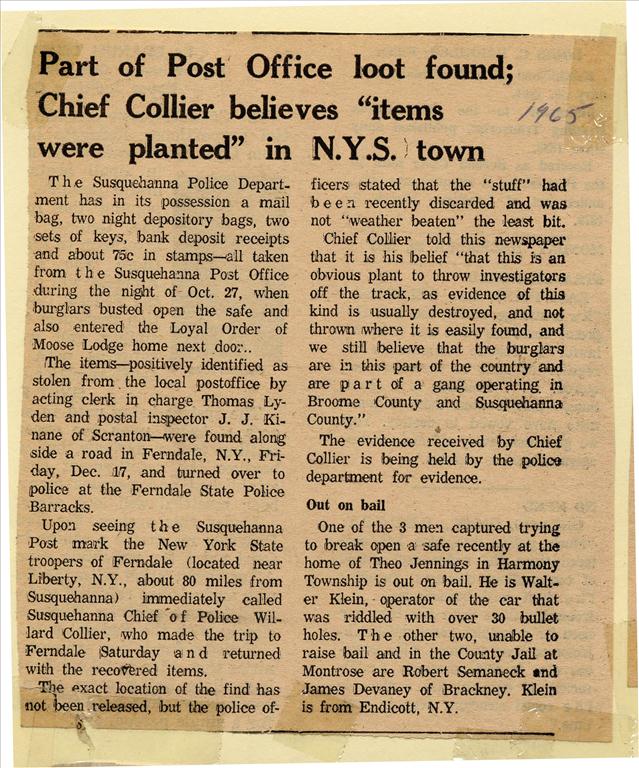 Part of Post Office loot found;
Chief Collier believes "items
were planted" in N.Y.S. town
1965
The Susquehanna Police Depart-
ment has in its possession a mail
bag, two night depository bags, two
sets of keys, bank deposit receipts
and about 75c in stamps—all taken
from the Susquehanna Post Office
during the night of Oct. 27, when
burglars busted open the safe and
also entered the Loyal Order of
Moose Lodge home next door..
The items—positively identified as
stolen from the local postoffice by
acting clerk in charge Thomas Ly-
den and postal inspector J. J. Ki-
nane of Scranton—were found along
side a road in Ferndale, N.Y., Fri-
day, Dec. 17, and turned over to
police at the Ferndale State Police
Barracks.
Upon seeing the Susquehanna
Post mark the New York State
troopers of Ferndale (located near
Liberty, N.Y., about 80 miles from
Susquehanna) immediately called
Susquehanna Chief of Police Wil-
lard Collier, who made the trip to
Ferndale Saturday and returned
with the recovered items.
The exact location of the find has
not been released, but the police of-
ficers stated that the "stuff" had
been recently discarded and was
not "weather beaten" the least bit.
Chief Collier told this newspaper
that it is his belief "that this is an
obvious plant to throw investigators
off the track, as evidence of this
kind is usually destroyed, and not
thrown where it is easily found, and
we still believe that the burglars
are in this part of the country and
are part of a gang operating in
Broome County and Susquehanna
County."
The evidence received by Chief
Collier is being held by the police
department for evidence.
Out on bail
One of the 3 men captured trying
to break open a safe recently at the
home of Theo Jennings in Harmony
Township is out on bail. He is Walt-
er Klein, operator of the car that
was riddled with over 30 bullet
holes. The other two, unable to
raise bail and in the County Jail at
Montrose are Robert Semaneck and
James Devaney of Brackney. Klein
is from Endicott, N.Y.